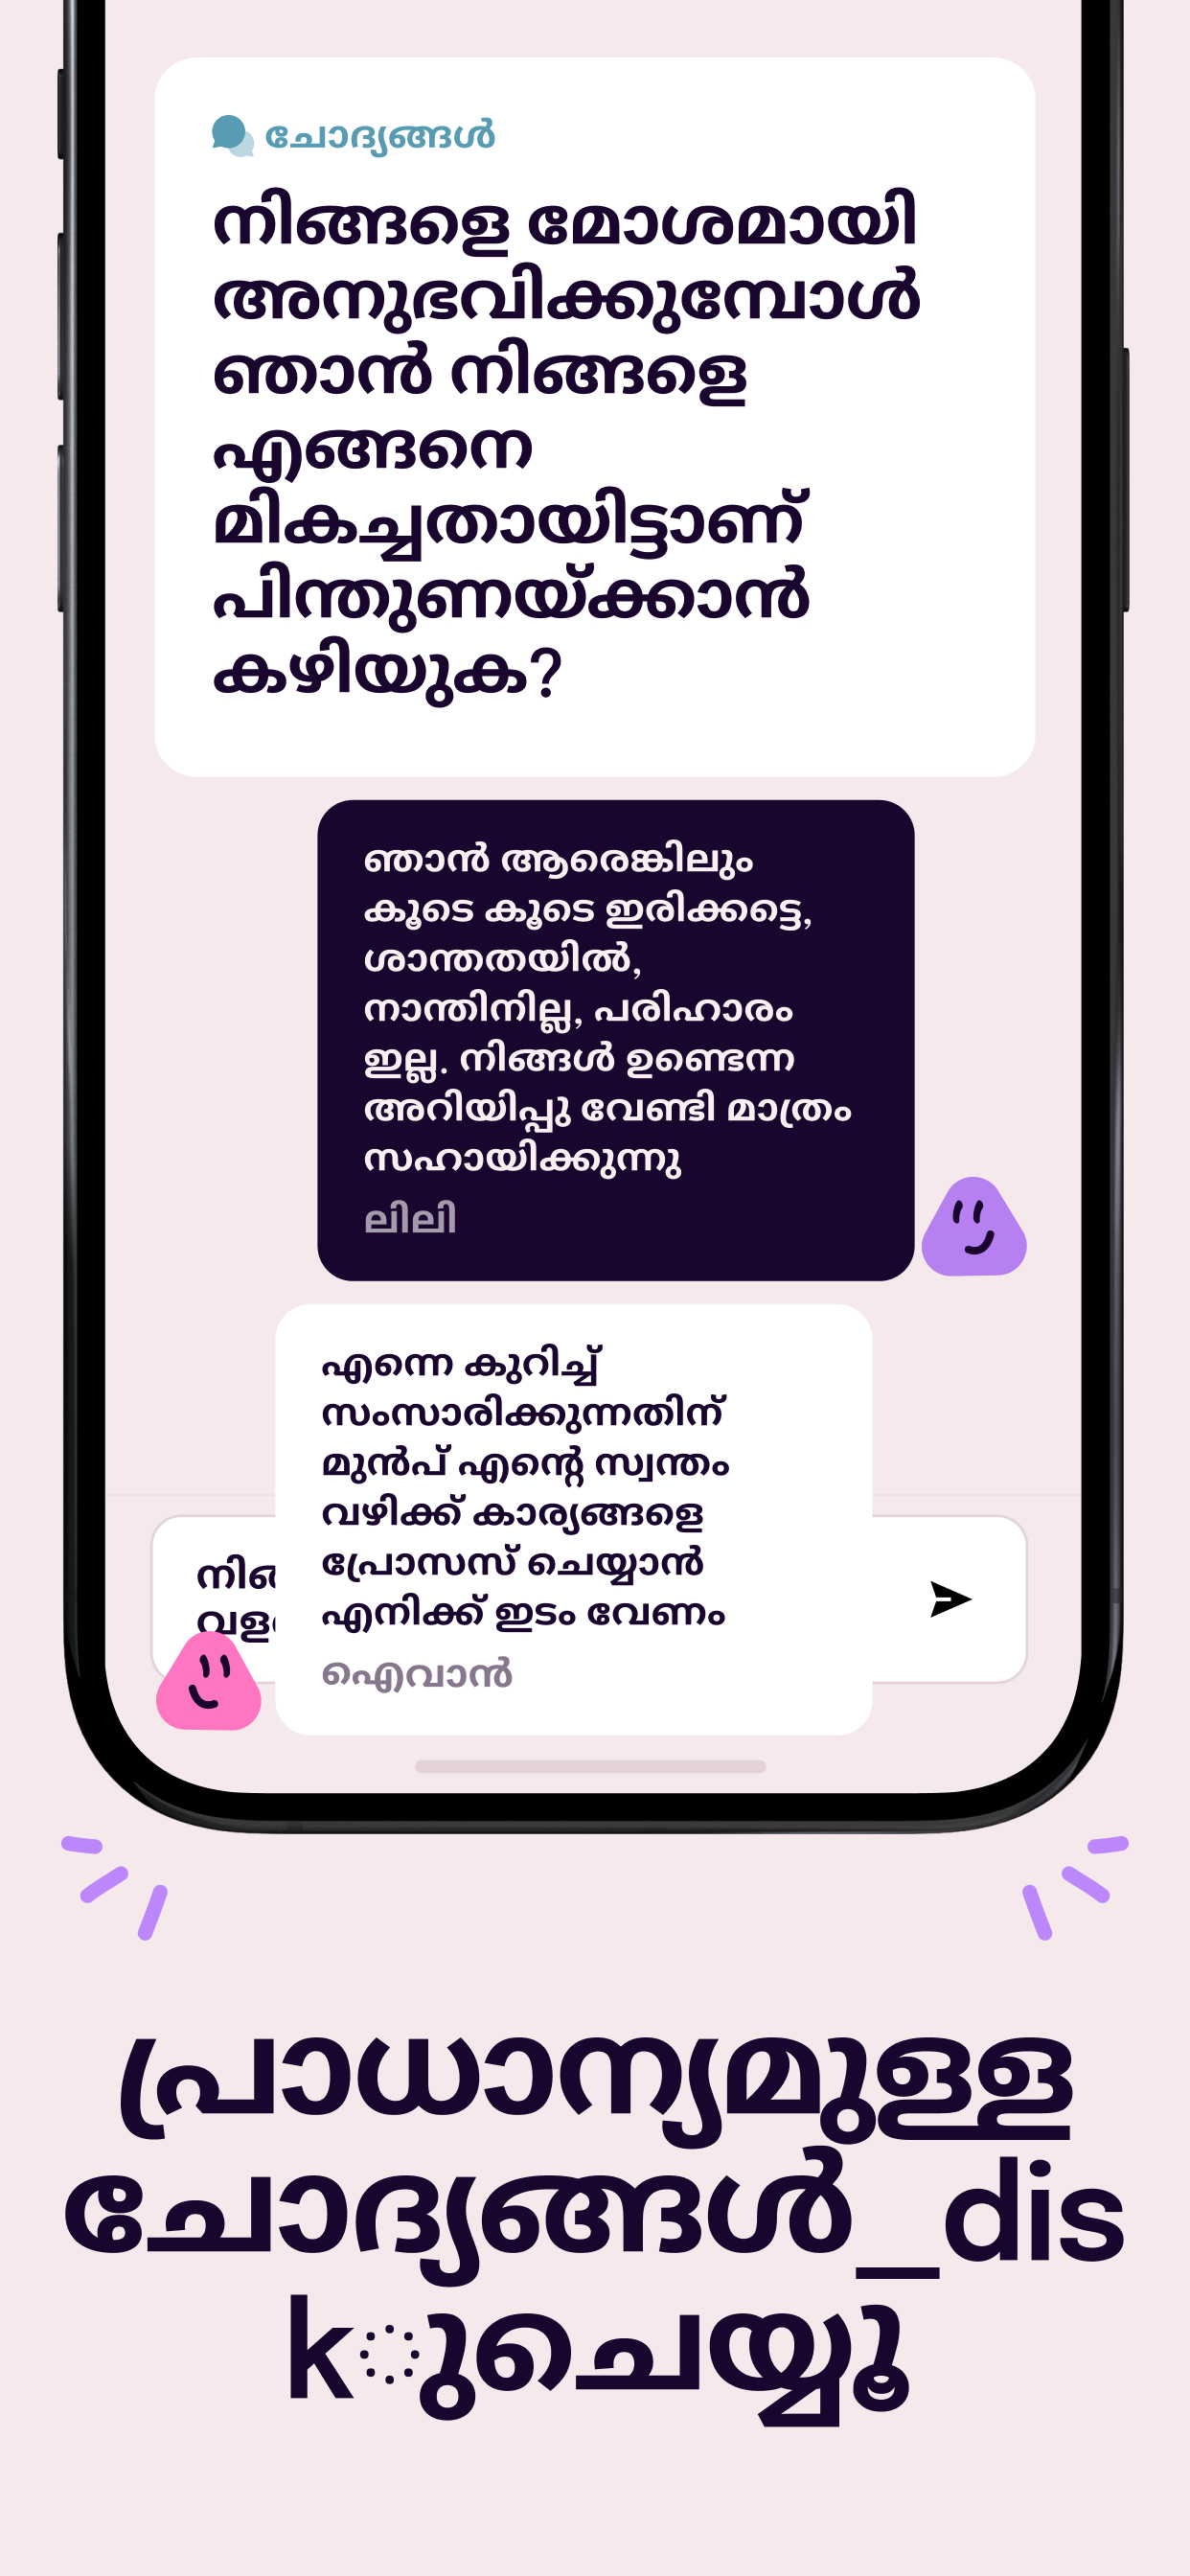 ചോദ്യങ്ങൾ
നിങ്ങളെ മോശമായി
അനുഭവിക്കുമ്പോൾ
ഞാൻ നിങ്ങളെ
എങ്ങനെ
മികച്ചതായിട്ടാണ്
പിന്തുണയ്ക്കാൻ
കഴിയുക?
ഞാൻ ആരെങ്കിലും
കൂടെ കൂടെ ഇരിക്കട്ടെ,
ശാന്തതയിൽ,
നാന്തിനില്ല, പരിഹാരം
ഇല്ല. നിങ്ങൾ ഉണ്ടെന്ന
അറിയിപ്പു വേണ്ടി മാത്രം
സഹായിക്കുന്നു
ലിലി
എന്നെ കുറിച്ച്
സംസാരിക്കുന്നതിന്
മുൻപ് എന്റെ സ്വന്തം
വഴിക്ക് കാര്യങ്ങളെ
പ്രോസസ് ചെയ്യാൻ
എനിക്ക് ഇടം വേണം
ഐവാൻ
പ്രാധാന്യമുള്ള
ചോദ്യങ്ങൾ_dis
kുചെയ്യൂ